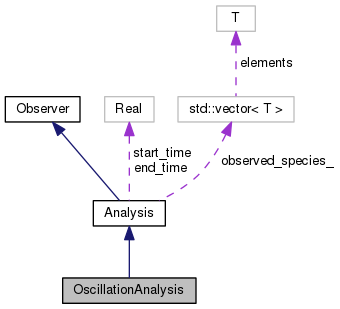 T
elements
Observer
Real
std::vector< T >
start_time
end_time
observed_species_
Analysis
OscillationAnalysis